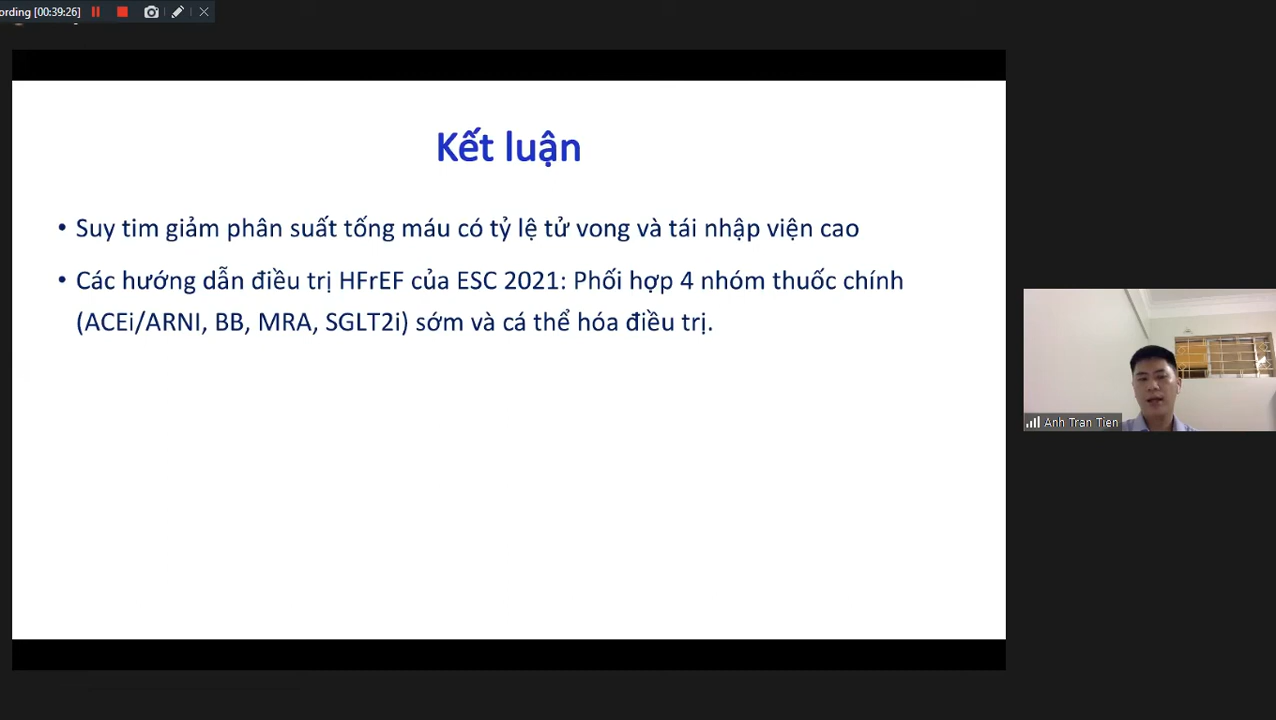 ording [00:39:26]
Kết luận
• Suy tim giảm phân suất tống máu có tỷ lệ tử vong và tái nhập viện cao
• Các hướng dẫn điều trị HFrEF của ESC 2021: Phối hợp 4 nhóm thuốc chính
(ACEi/ARNI, BB, MRA, SGLT2i) sớm và cá thể hóa điều trị.
Anh Tran Tien